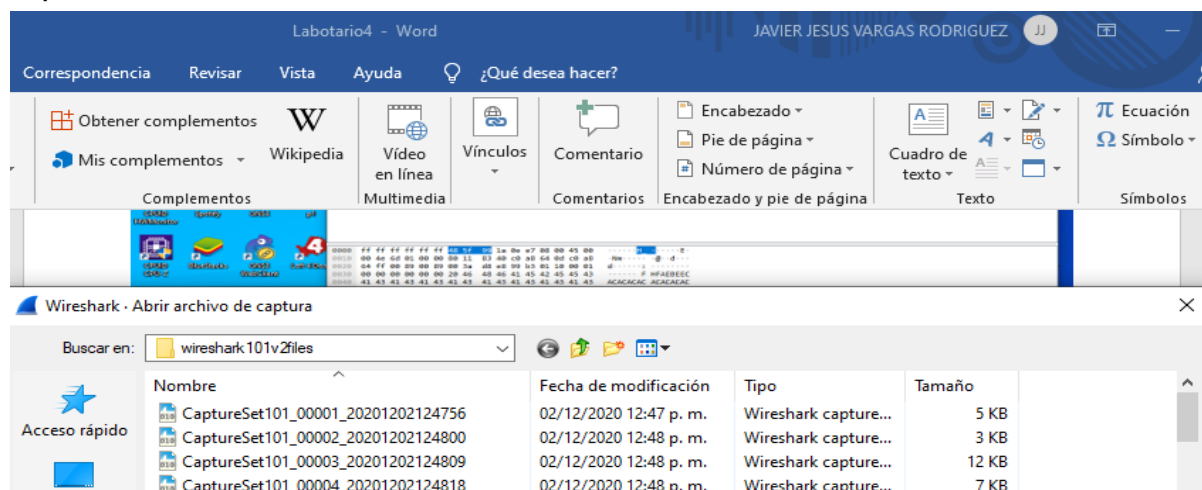 Labotario4 - Word JAVIER JESUS VARGAS RODRIGUEZ JJ
Correspondencia Revisar Vista Ayuda ¿Qué desea hacer?
Obtener complementos
Mis complementos
Wikipedia
Complementos
Vídeo
en línea
Multimedia
Vínculos
Comentario
Comentarios
Encabezado
Pie de página
Número de página
Encabezado y pie de página
Cuadro de
texto
Texto
π Ecuación
Ω Símbolo
Símbolos
Wireshark · Abrir archivo de captura
Buscar en: wireshark101v2files
Acceso rápido
Nombre Fecha de modificación Tipo Tamaño
CaptureSet101_00001_20201202124756 02/12/2020 12:47 p. m. Wireshark capture... 5 KB
CaptureSet101_00002_20201202124800 02/12/2020 12:48 p. m. Wireshark capture... 3 KB
CaptureSet101_00003_20201202124809 02/12/2020 12:48 p. m. Wireshark capture... 12 KB
CaptureSet101_00004_20201202124818 02/12/2020 12:48 p. m. Wireshark capture... 7 KB